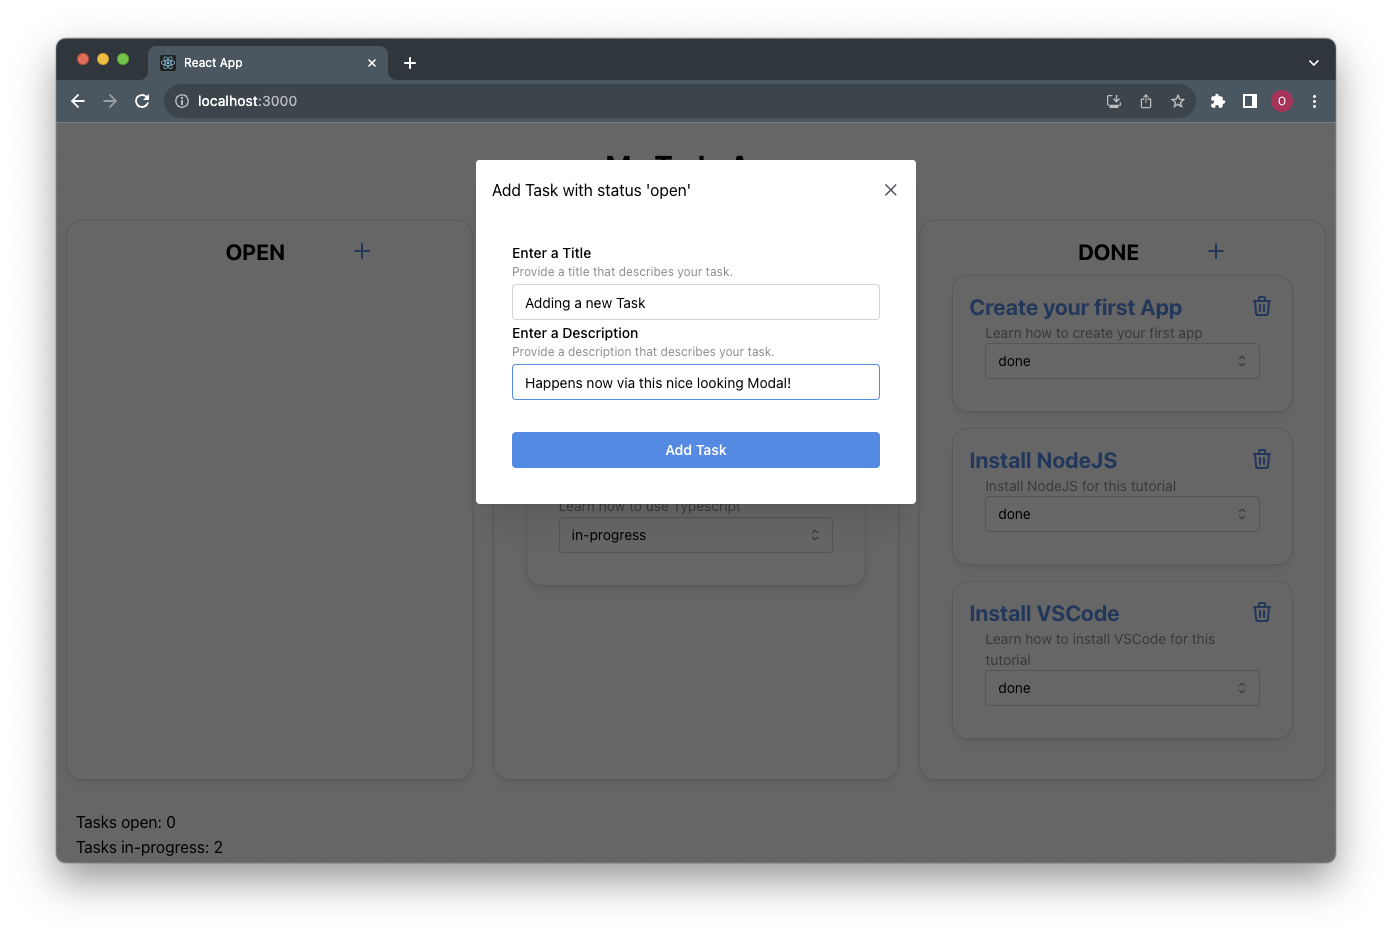 React App
localhost:3000
O
Add Task with status 'open'
Enter a Title
Provide a title that describes your task.
Adding a new Task
Enter a Description
Provide a description that describes your task.
Happens now via this nice looking Modal!
Add Task
OPEN
Learn how to use Typescript
in-progress
DONE
Create your first App
Learn how to create your first app
done
Install NodeJS
Install NodeJS for this tutorial
done
Install VSCode
Learn how to install VSCode for this
tutorial
done
Tasks open: 0
Tasks in-progress: 2